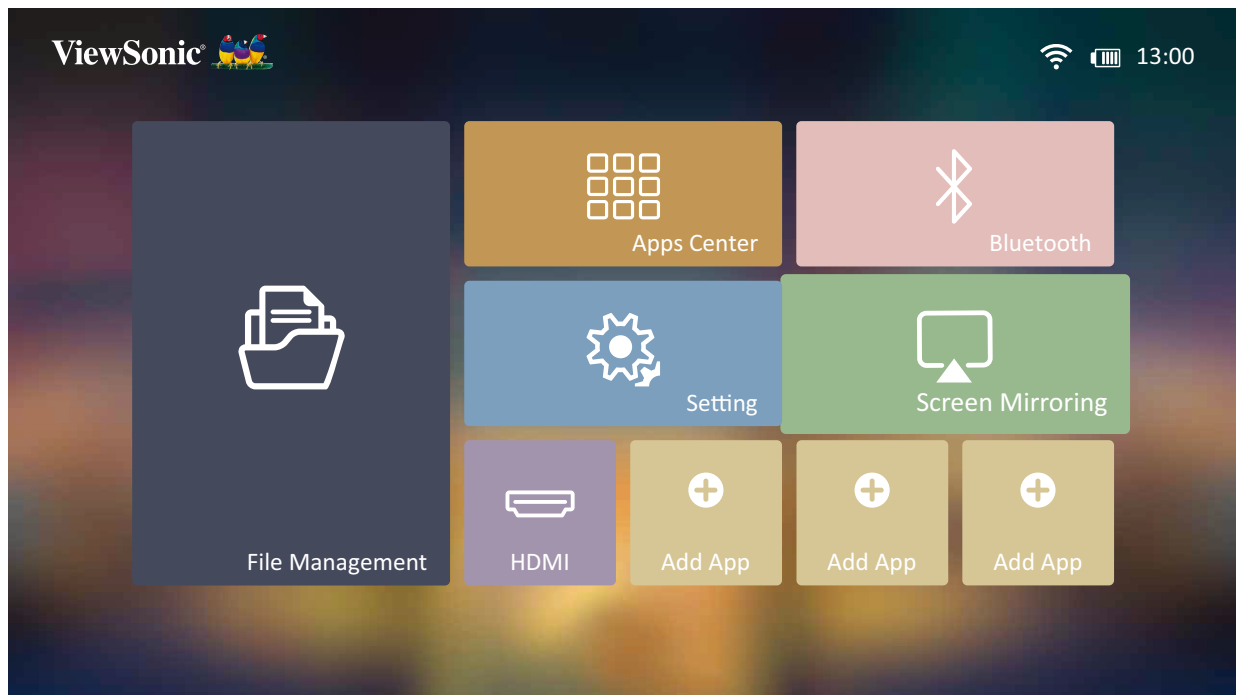 ViewSonic®
13:00
Apps Center
Bluetooth
Setting
Screen Mirroring
File Management
HDMI
Add App
Add App
Add App